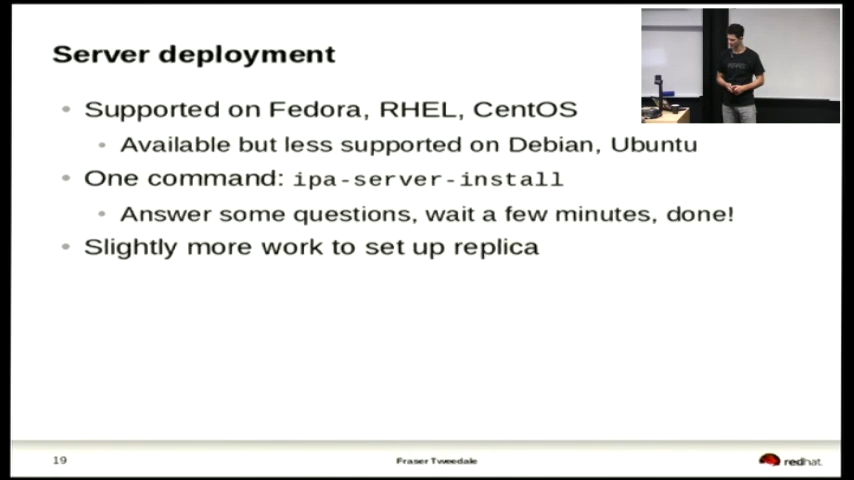 Server deployment
Supported on Fedora, RHEL, CentOS
Available but less supported on Debian, Ubuntu
One command: ipa-server-install
Answer some questions, wait a few minutes, done!
Slightly more work to set up replica
19
Fraser Tweedale
redhat.